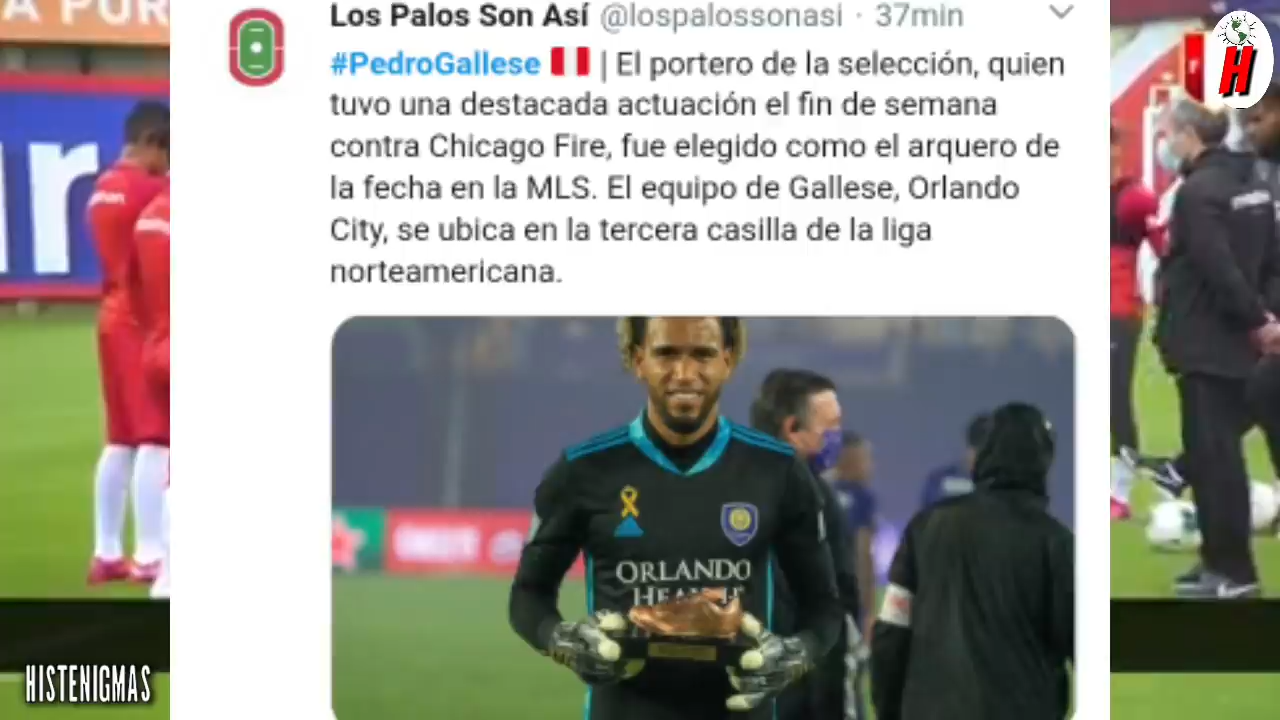 A PUR
ur
Los Palos Son Así @lospalossonasi · 37min
#PedroGallese | El portero de la selección, quien
tuvo una destacada actuación el fin de semana
contra Chicago Fire, fue elegido como el arquero de
la fecha en la MLS. El equipo de Gallese, Orlando
City, se ubica en la tercera casilla de la liga
norteamericana.
ORLANDO
H
HISTENIGMAS